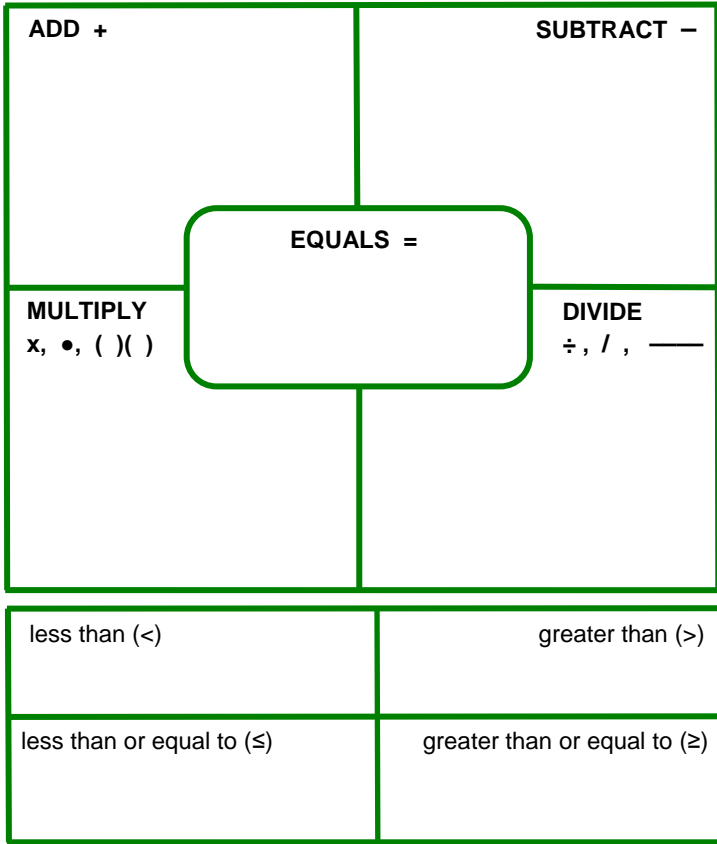 ADD +
SUBTRACT –
EQUALS =
MULTIPLY
x, ●, ( )( )
DIVIDE
÷ , / , ——
less than (<)
greater than (>)
less than or equal to (≤)
greater than or equal to (≥)